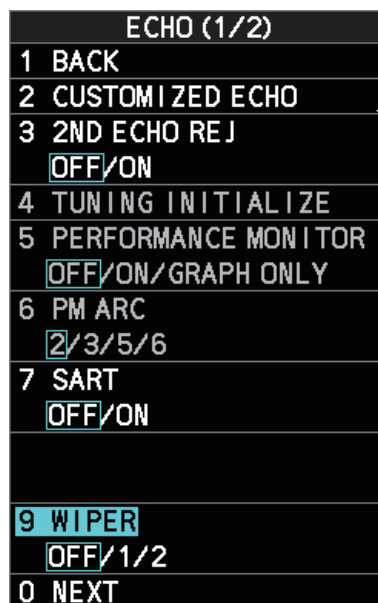 ECHO (1/2)
1 BACK
2 CUSTOMIZED ECHO
3 2ND ECHO REJ
OFF/ON
4 TUNING INITIALIZE
5 PERFORMANCE MONITOR
OFF/ON/GRAPH ONLY
6 PM ARC
2/3/5/6
7 SART
OFF/ON
9 WIPER
OFF/1/2
0 NEXT